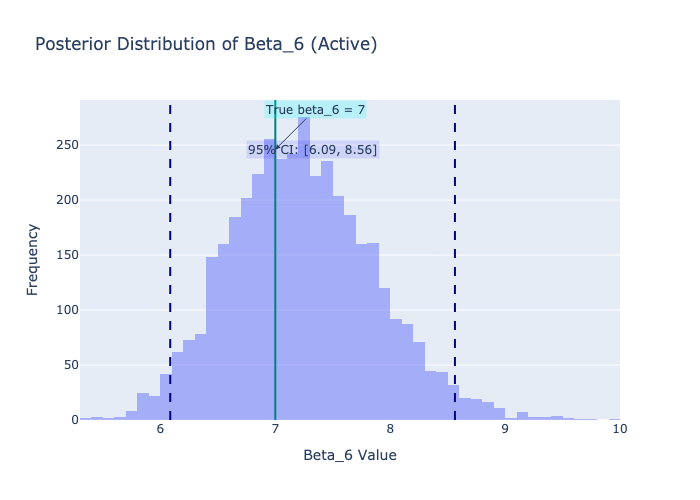 Posterior Distribution of Beta_6 (Active)
True beta_6 = 7
95% CI: [6.09, 8.56]
250
200
150
100
50
0
Frequency
6
7
8
9
10
Beta_6 Value